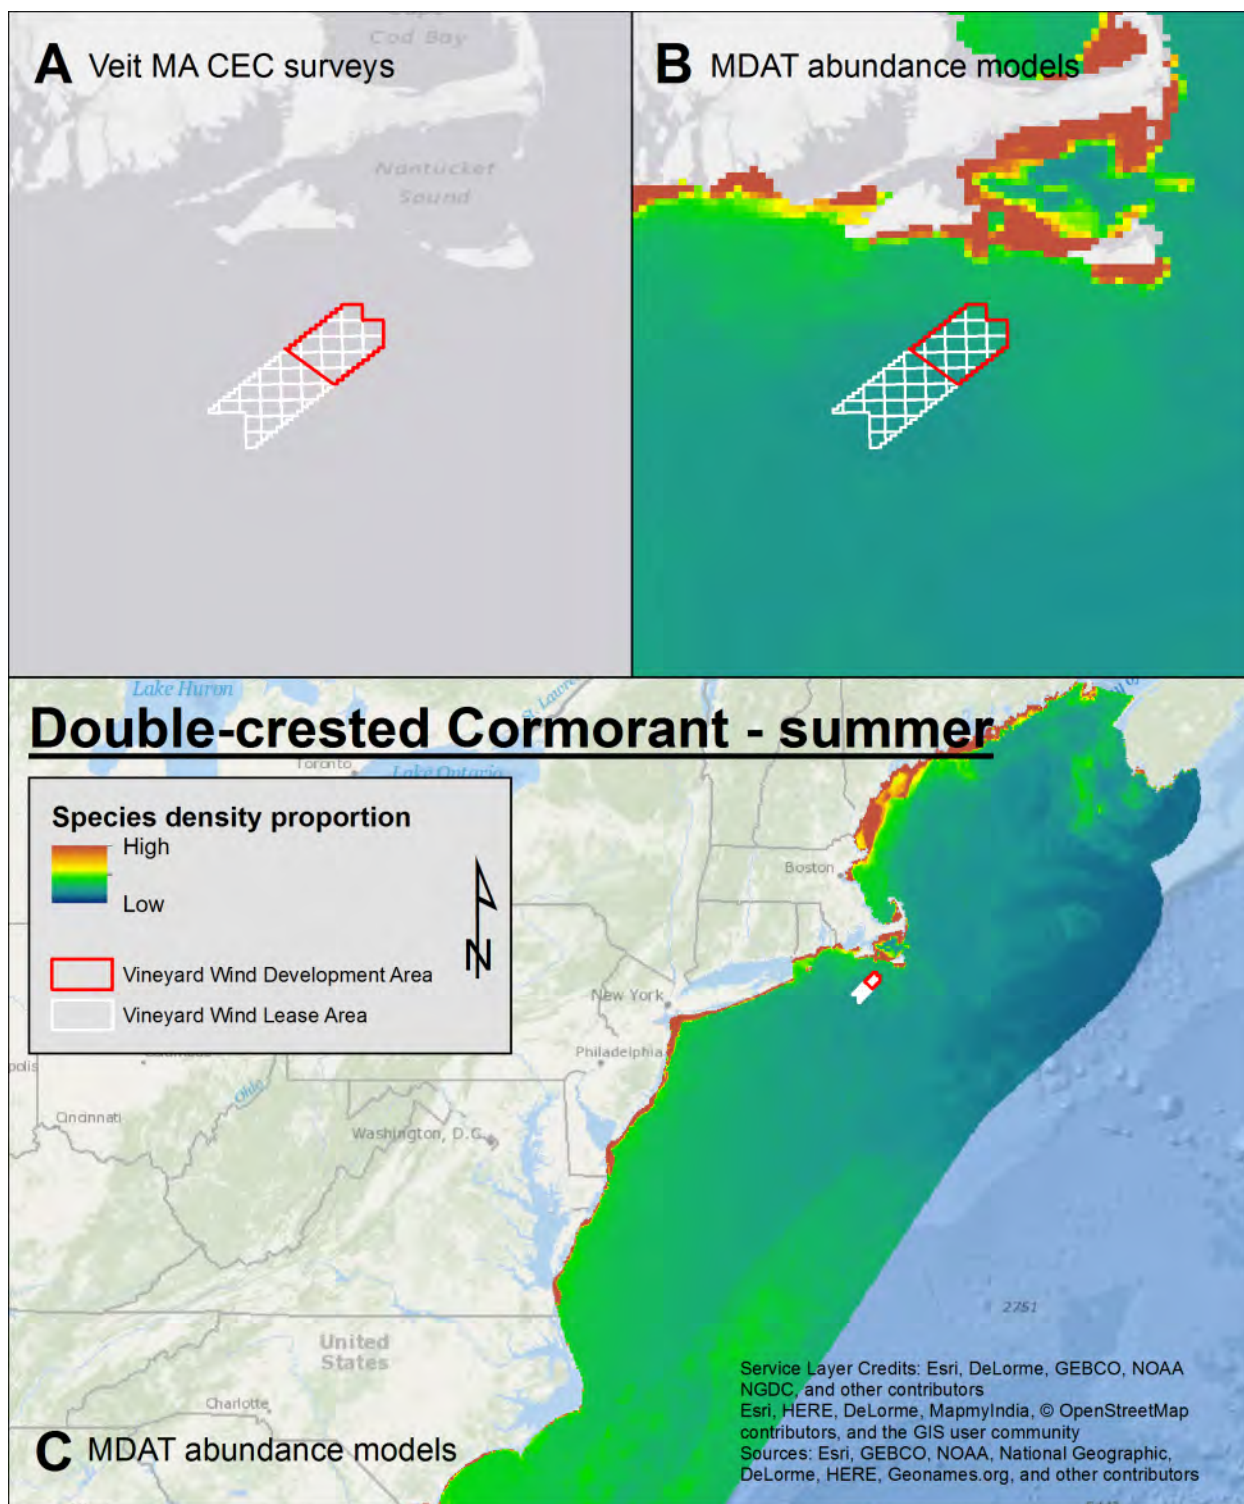 Cod Bay
A Veit MA CEC surveys
Nantucket
Sound
B MDAT abundance models
Lake Huron
St. Lawre
Double-crested Cormorant - summer
Toronto
Lake Ontario
Species density proportion
High
Low
Vineyard Wind Development Area
Vineyard Wind Lease Area
N
Boston
New York
Philadelphia
polis
Ohio
Cincinnati
Washington, D.C.
2751
United
States
Charlotte
C MDAT abundance models
Service Layer Credits: Esri, DeLorme, GEBCO, NOAA
NGDC, and other contributors
Esri, HERE, DeLorme, MapmyIndia, © OpenStreetMap
contributors, and the GIS user community
Sources: Esri, GEBCO, NOAA, National Geographic,
DeLorme, HERE, Geonames.org, and other contributors